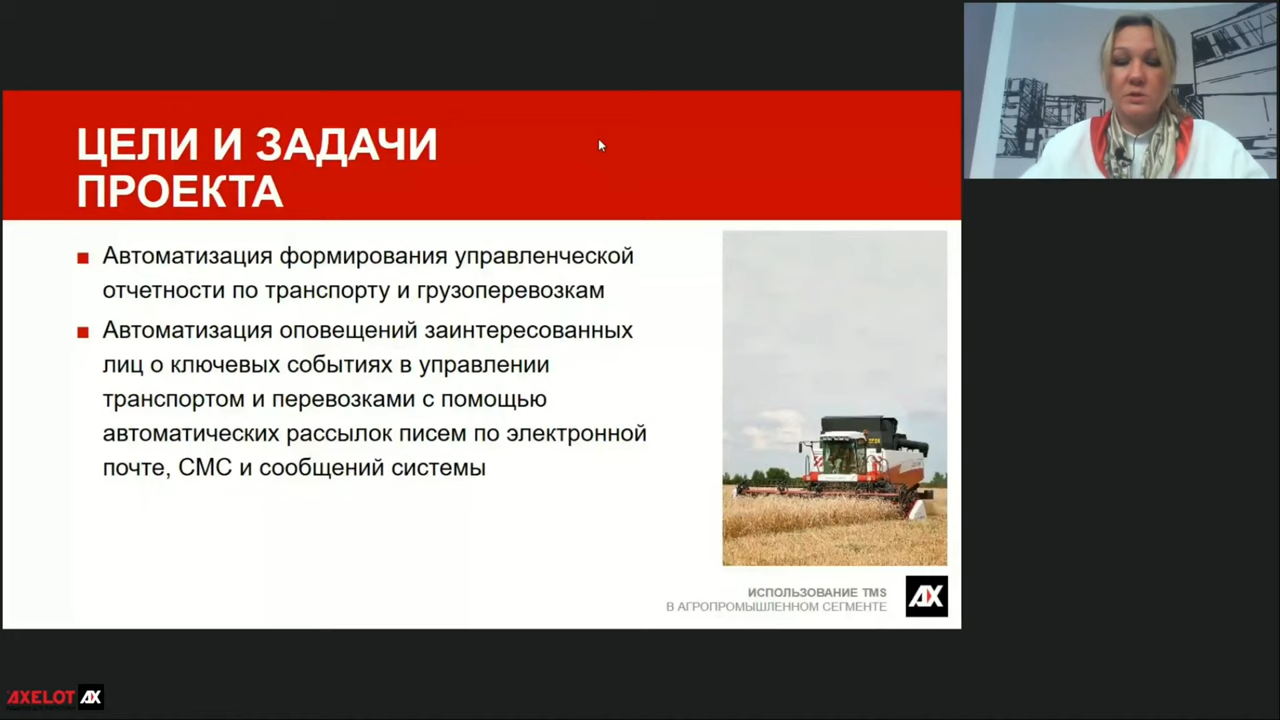 ЦЕЛИ И ЗАДАЧИ
ПРОЕКТА
■ Автоматизация формирования управленческой
отчетности по транспорту и грузоперевозкам
■ Автоматизация оповещений заинтересованных
лиц о ключевых событиях в управлении
транспортом и перевозками с помощью
автоматических рассылок писем по электронной
почте, СМС и сообщений системы
ИСПОЛЬЗОВАНИЕ TMS
В АГРОПРОМЫШЛЕННОМ СЕГМЕНТЕ
AX
AXELOT AX